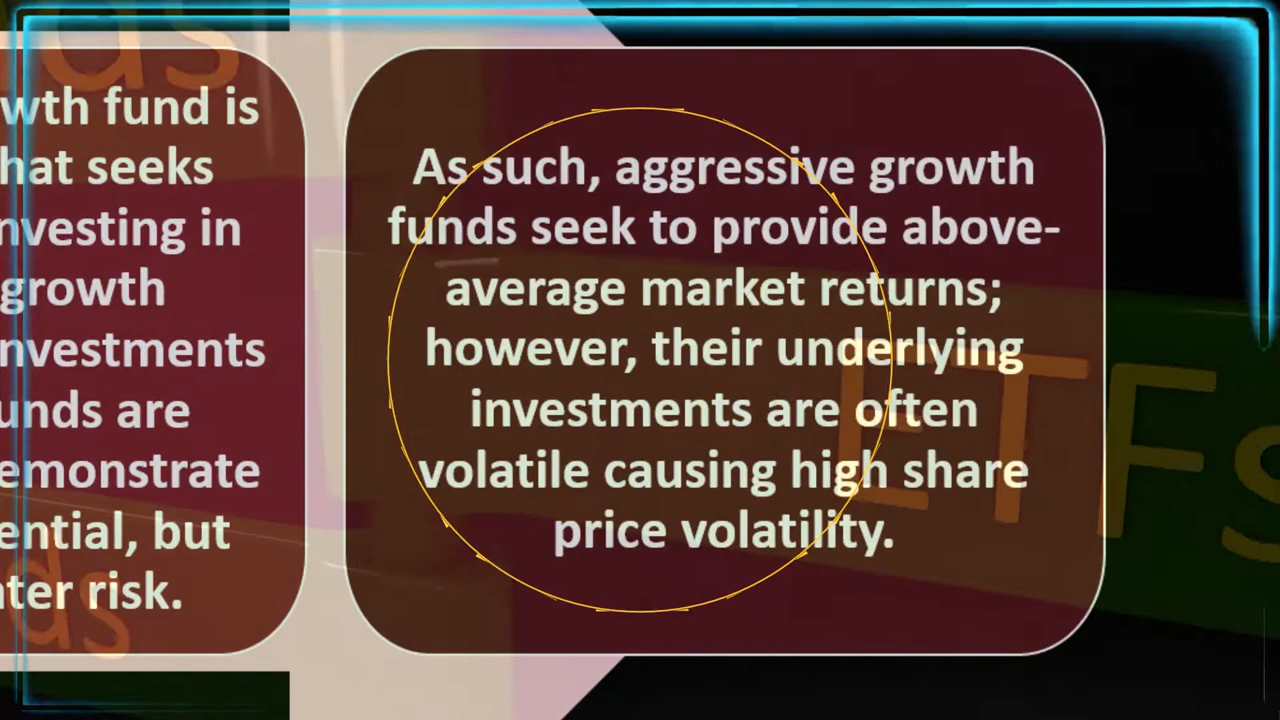 wth fund is
hat seeks
nvesting in
growth
nvestments
unds are
emonstrate
ential, but
ter risk.
As such, aggressive growth
funds seek to provide above-
average market returns;
however, their underlying
investments are often
volatile causing high share
price volatility.
ETFs
ds
ds